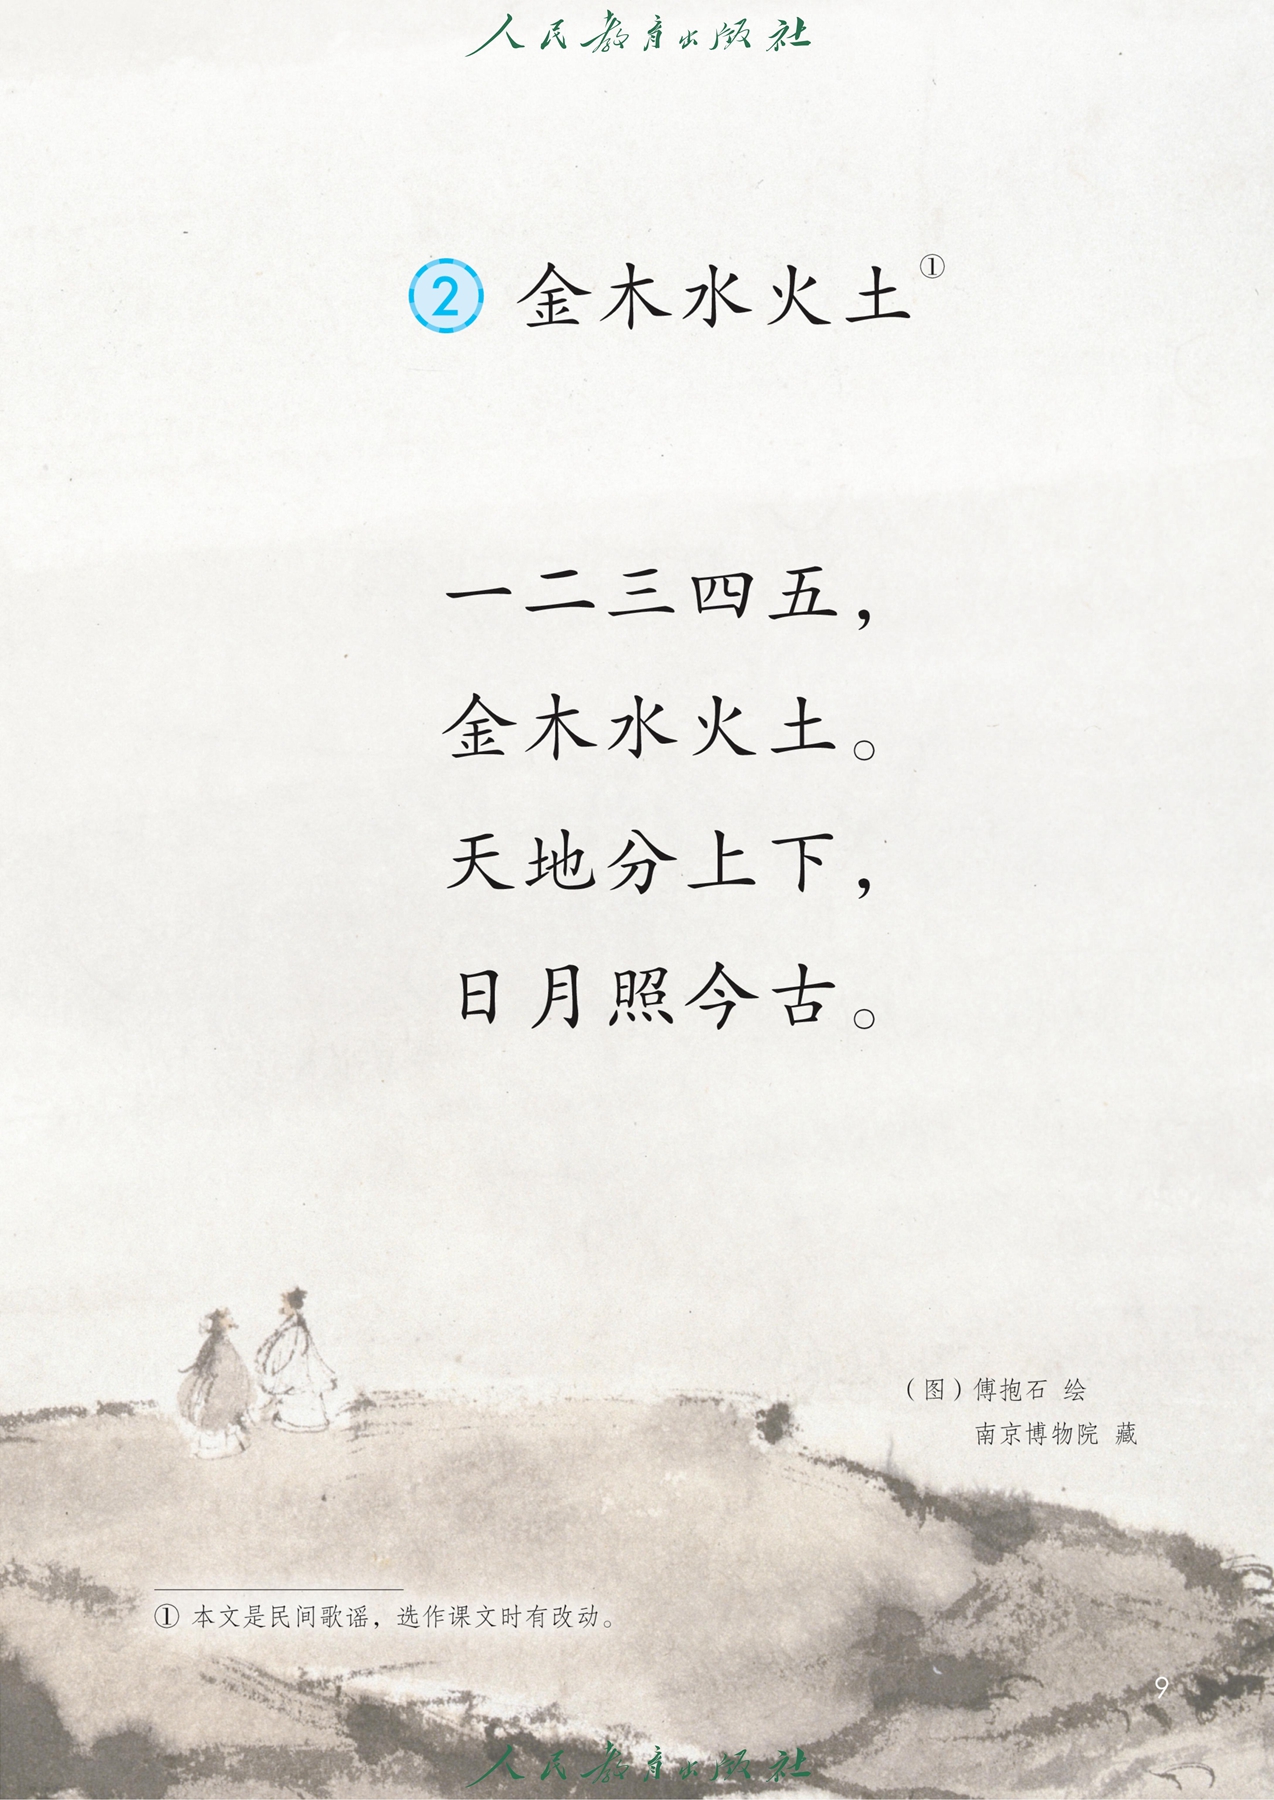 人民教育出版社
2 金木水火土①
一二三四五，
金木水火土。
天地分上下，
日月照今古。
（图）傅抱石 绘
南京博物院 藏
① 本文是民间歌谣，选作课文时有改动。
9
人民教育出版社